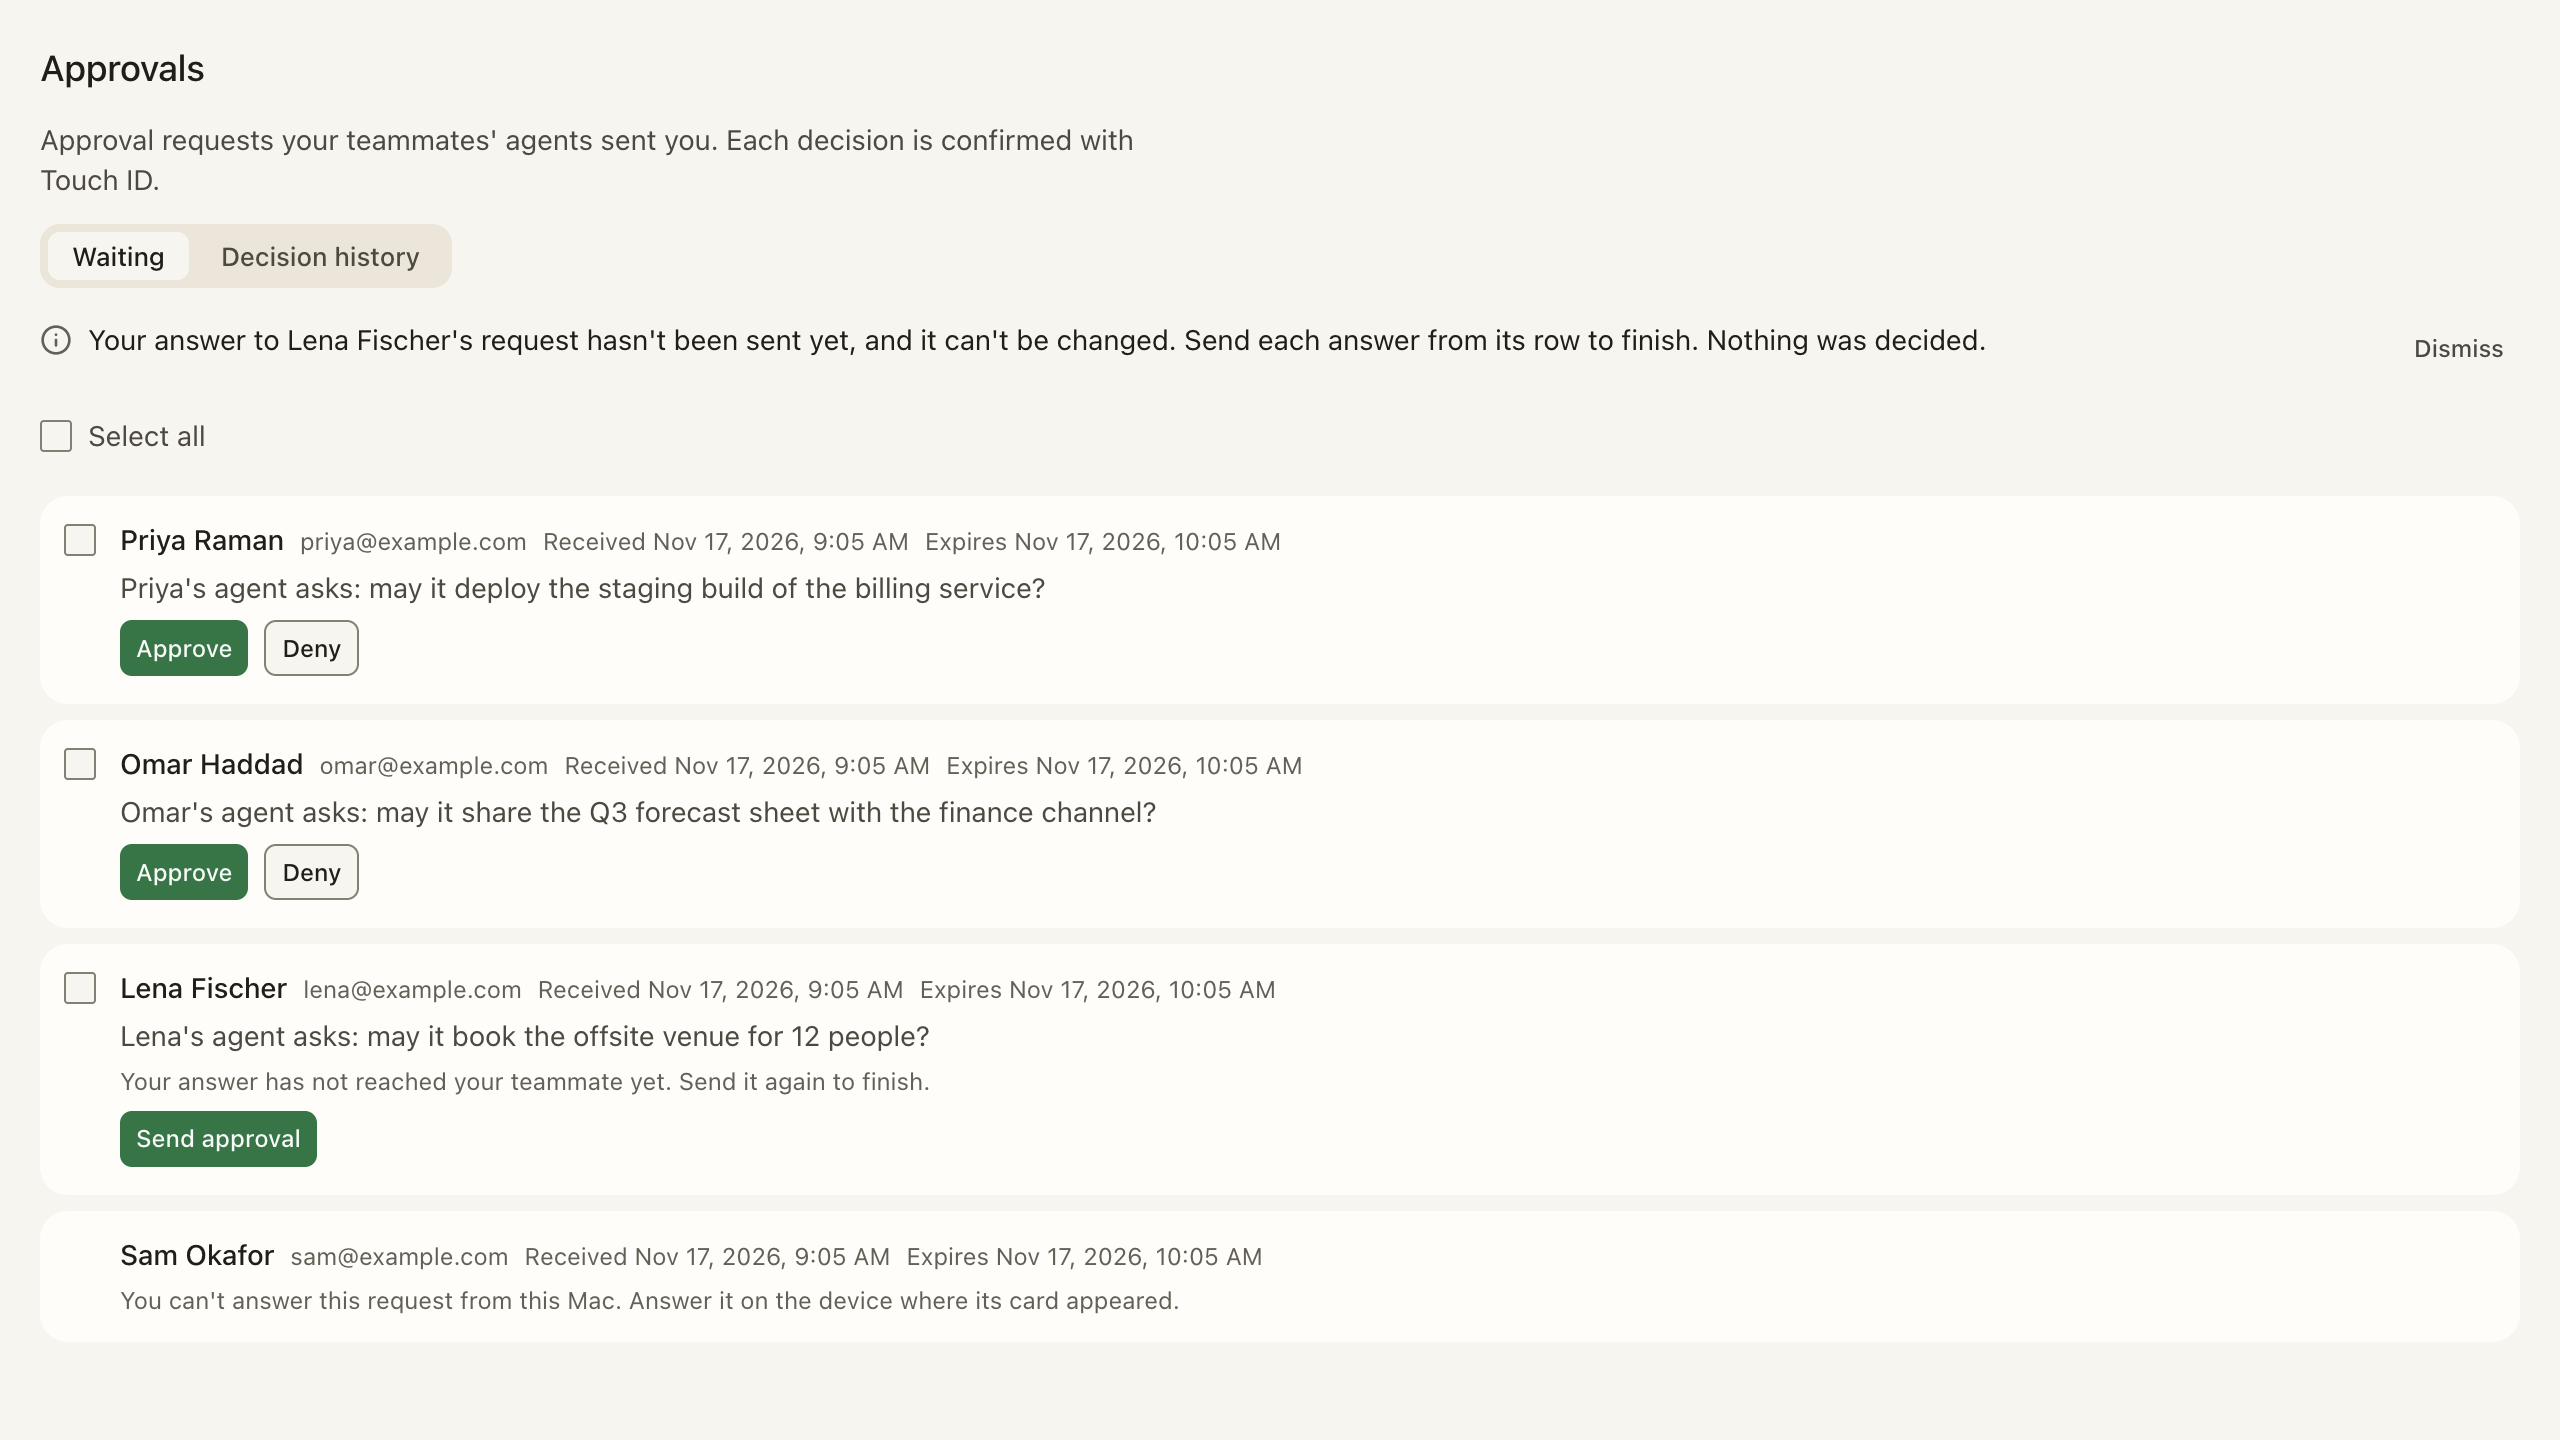 Approvals
Approval requests your teammates' agents sent you. Each decision is confirmed with
Touch ID.
Waiting Decision history
Your answer to Lena Fischer's request hasn't been sent yet, and it can't be changed. Send each answer from its row to finish. Nothing was decided.
Dismiss
Select all
Priya Raman priya@example.com Received Nov 17, 2026, 9:05 AM Expires Nov 17, 2026, 10:05 AM
Priya's agent asks: may it deploy the staging build of the billing service?
Approve Deny
Omar Haddad omar@example.com Received Nov 17, 2026, 9:05 AM Expires Nov 17, 2026, 10:05 AM
Omar's agent asks: may it share the Q3 forecast sheet with the finance channel?
Approve Deny
Lena Fischer lena@example.com Received Nov 17, 2026, 9:05 AM Expires Nov 17, 2026, 10:05 AM
Lena's agent asks: may it book the offsite venue for 12 people?
Your answer has not reached your teammate yet. Send it again to finish.
Send approval
Sam Okafor sam@example.com Received Nov 17, 2026, 9:05 AM Expires Nov 17, 2026, 10:05 AM
You can't answer this request from this Mac. Answer it on the device where its card appeared.